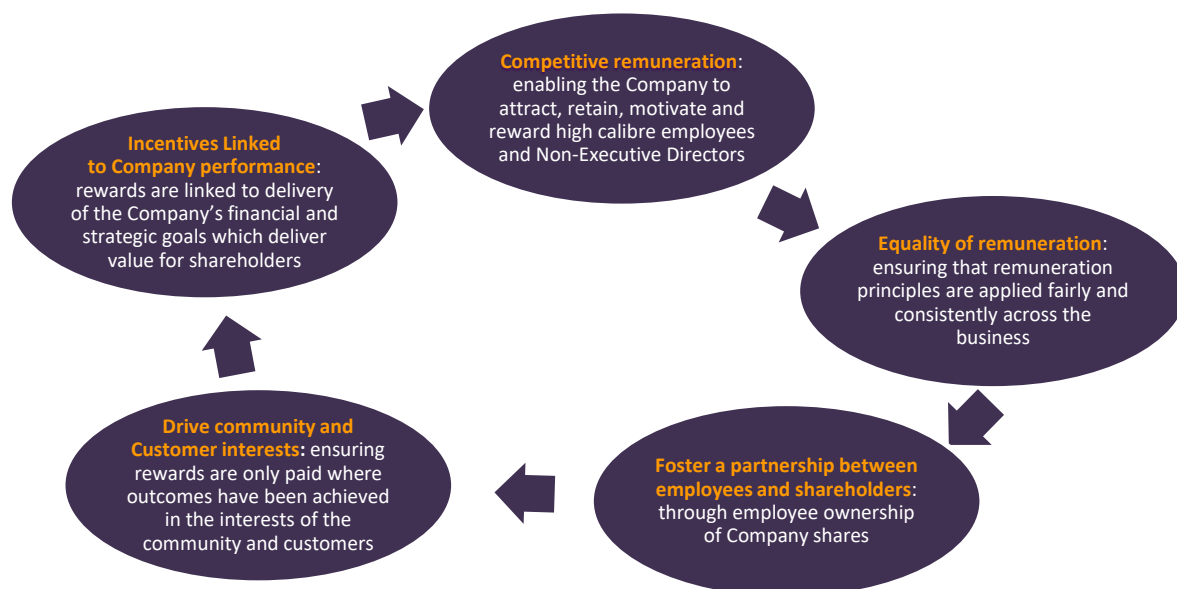 Competitive remuneration:
enabling the Company to
attract, retain, motivate and
reward high calibre employees
and Non-Executive Directors
Equality of remuneration:
ensuring that remuneration
principles are applied fairly and
consistently across the
business
Foster a partnership between
employees and shareholders:
through employee ownership
of Company shares
Drive community and
Customer interests: ensuring
rewards are only paid where
outcomes have been achieved
in the interests of the
community and customers
Incentives Linked
to Company performance:
rewards are linked to delivery
of the Company’s financial and
strategic goals which deliver
value for shareholders